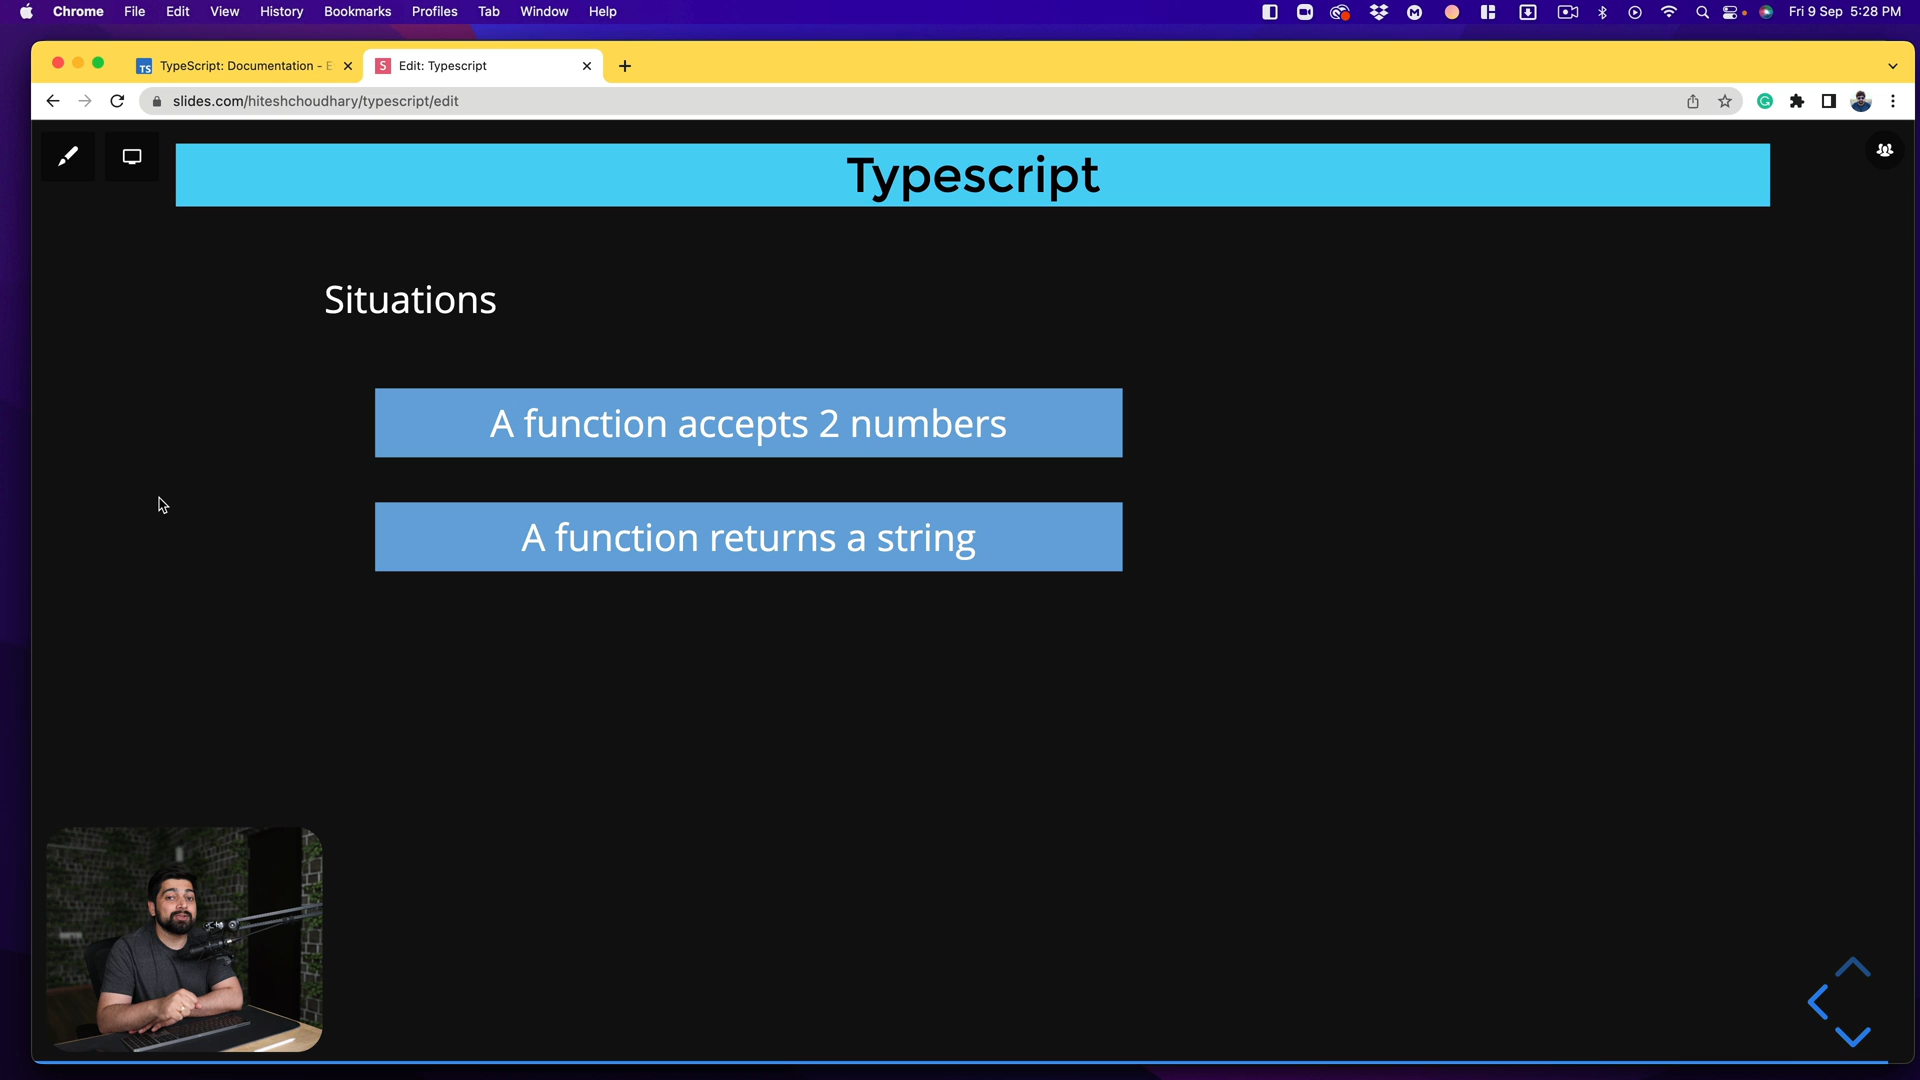 Chrome File Edit View History Bookmarks Profiles Tab Window Help Fri 9 Sep 5:28 PM
TypeScript: Documentation - E Edit: Typescript
slides.com/hiteshchoudhary/typescript/edit
Typescript
Situations
A function accepts 2 numbers
A function returns a string